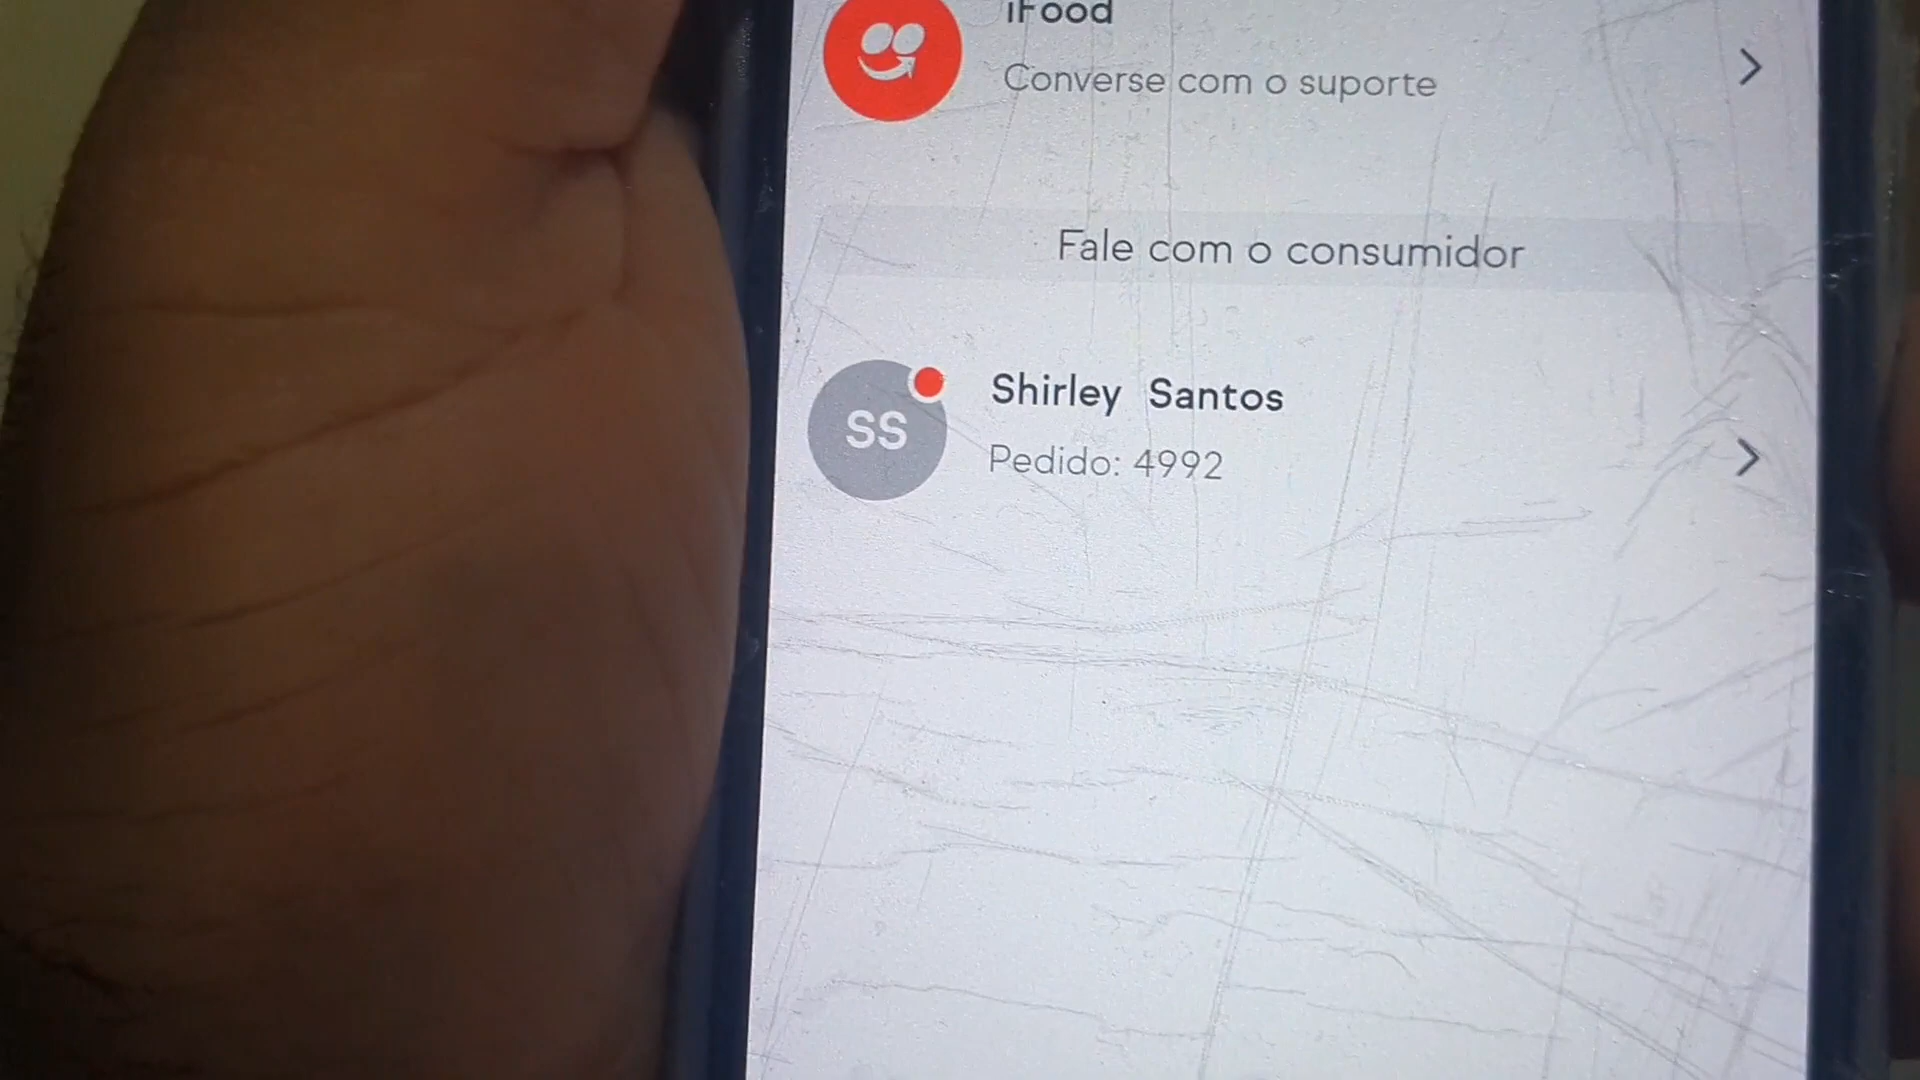 iFood
Converse com o suporte
Fale com o consumidor
SS
Shirley Santos
Pedido: 4992